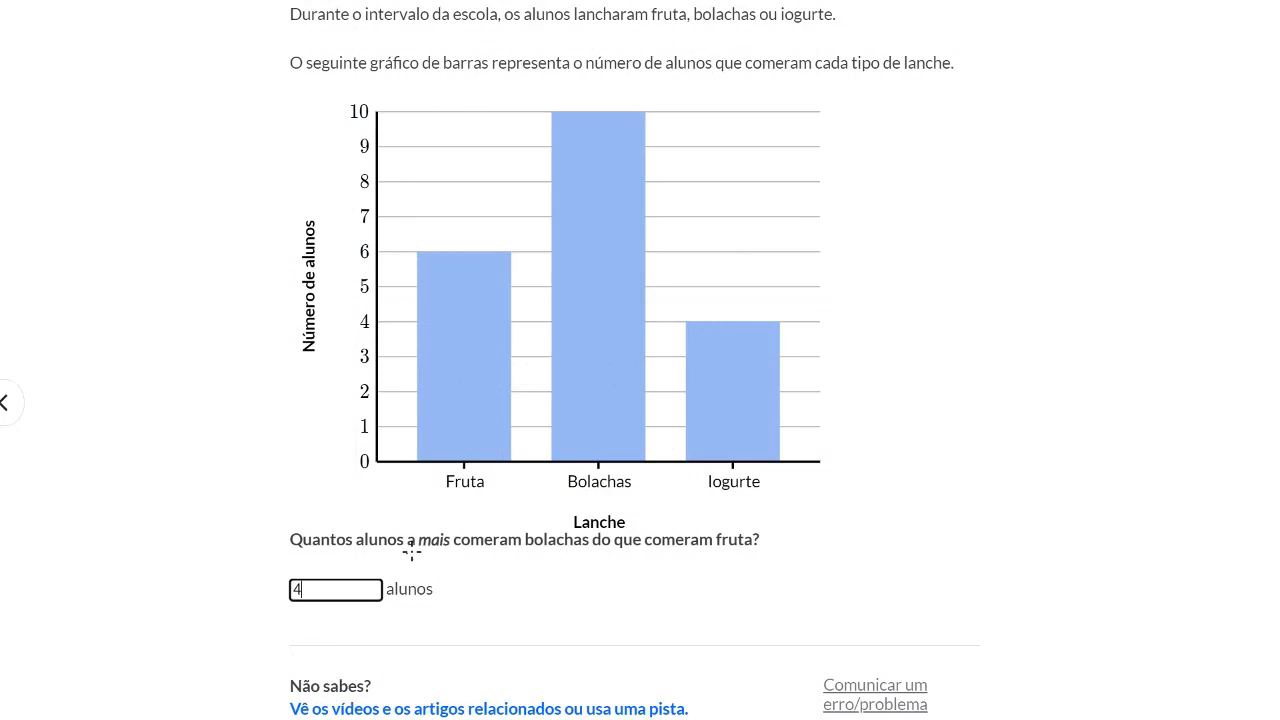 Durante o intervalo da escola, os alunos lancharam fruta, bolachas ou iogurte.
O seguinte gráfico de barras representa o número de alunos que comeram cada tipo de lanche.
10
9
8
7
6
5
4
3
2
1
0
Número de alunos
Fruta Bolachas Iogurte
Lanche
Quantos alunos a mais comeram bolachas do que comeram fruta?
4 alunos
Não sabes?
Vê os vídeos e os artigos relacionados ou usa uma pista.
Comunicar um
erro/problema